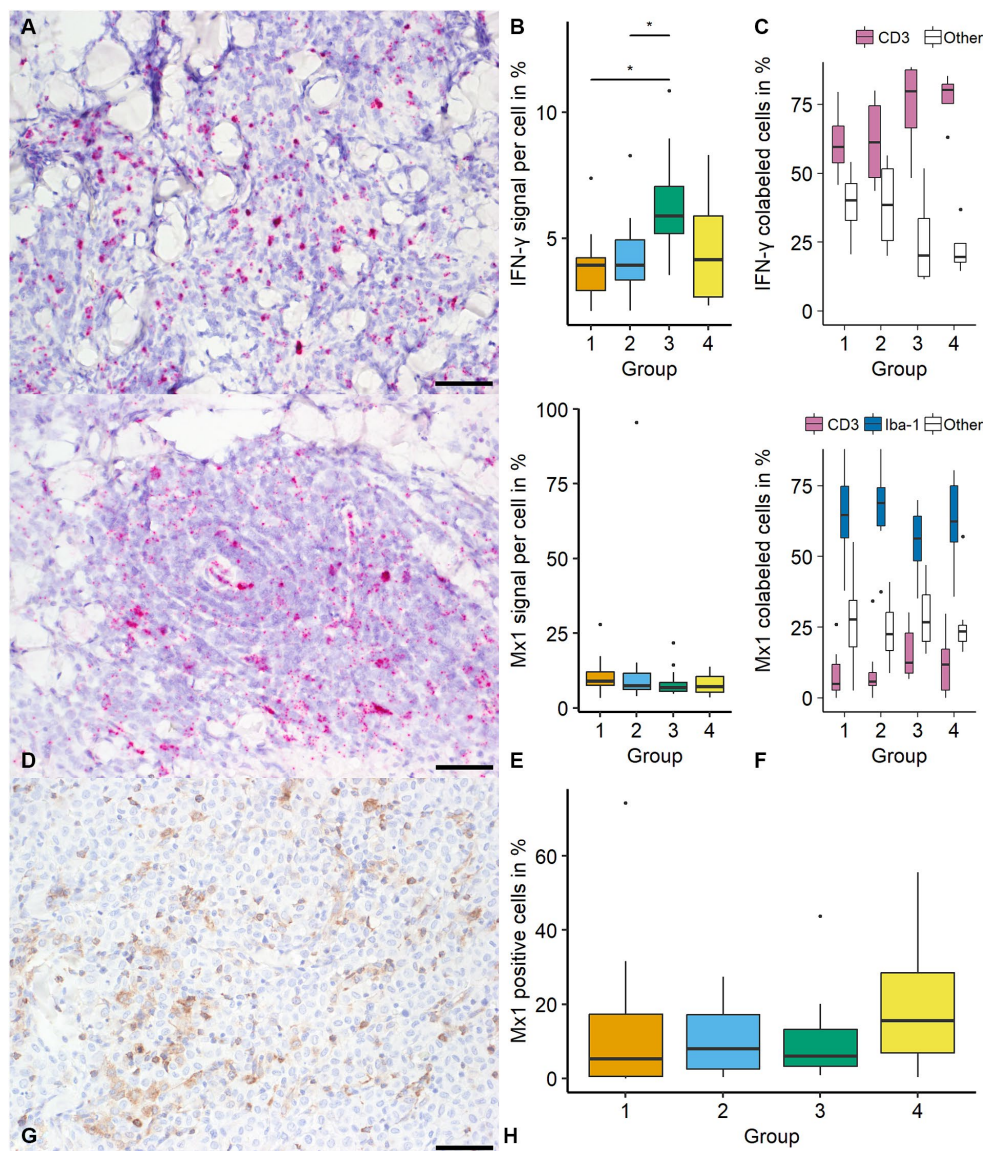 A
B
IFN-γ signal per cell in %
10
5
*
*
1 2 3 4
Group
C
CD3 Other
IFN-γ colabeled cells in %
75
50
25
0
1 2 3 4
Group
D
E
Mx1 signal per cell in %
100
75
50
25
0
1 2 3 4
Group
F
CD3 Iba-1 Other
Mx1 colabeled cells in %
75
50
25
0
1 2 3 4
Group
G
H
Mx1 positive cells in %
60
40
20
0
1 2 3 4
Group